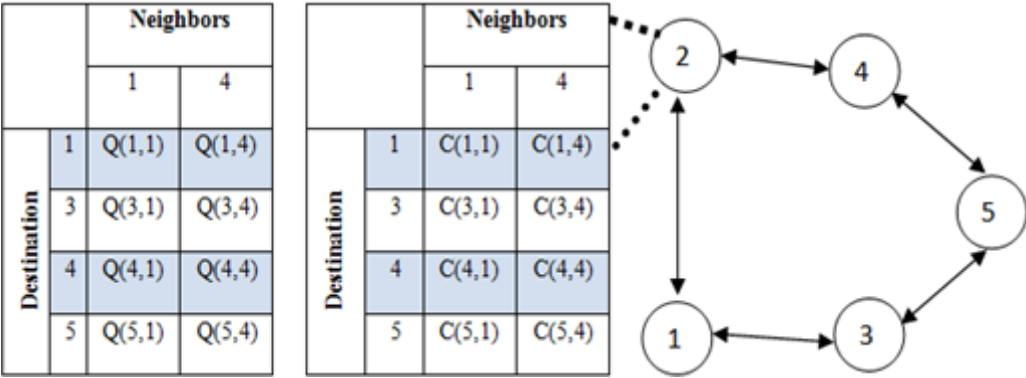 Neighbors
1 4
Destination
1 Q(1,1) Q(1,4)
3 Q(3,1) Q(3,4)
4 Q(4,1) Q(4,4)
5 Q(5,1) Q(5,4)
Neighbors
1 4
Destination
1 C(1,1) C(1,4)
3 C(3,1) C(3,4)
4 C(4,1) C(4,4)
5 C(5,1) C(5,4)
2
4
5
1
3